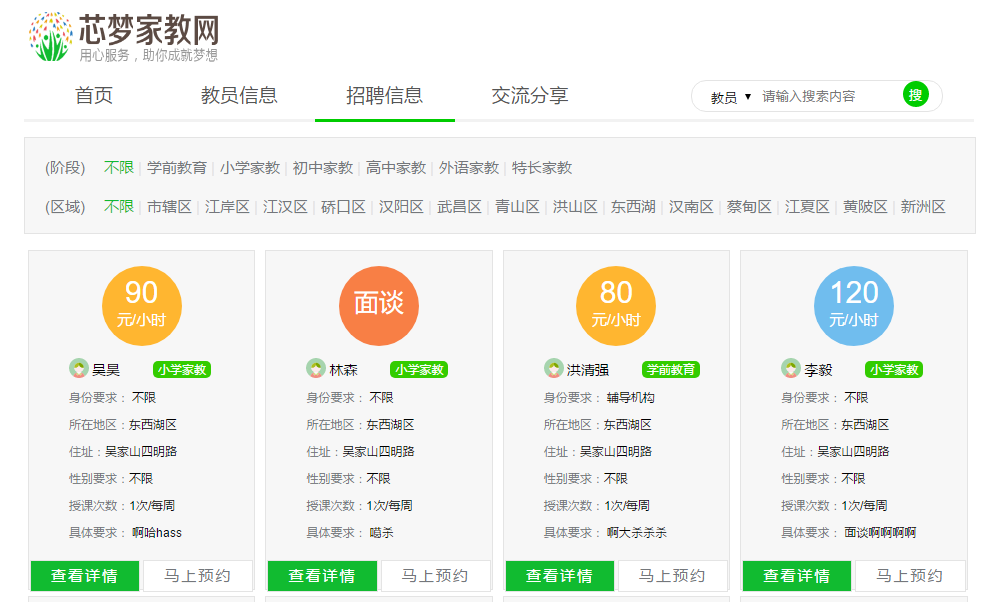 芯梦家教网
用心服务，助你成就梦想
首页 教员信息 招聘信息 交流分享 教员 ▼ 请输入搜索内容 搜
(阶段) 不限 | 学前教育 | 小学家教 | 初中家教 | 高中家教 | 外语家教 | 特长家教
(区域) 不限 | 市辖区 | 江岸区 | 江汉区 | 硚口区 | 汉阳区 | 武昌区 | 青山区 | 洪山区 | 东西湖 | 汉南区 | 蔡甸区 | 江夏区 | 黄陂区 | 新洲区
90
元/小时
吴昊 小学家教
身份要求： 不限
所在地区：东西湖区
住址：吴家山四明路
性别要求：不限
授课次数：1次/每周
具体要求： 啊哈hass
查看详情 马上预约
面谈
林森 小学家教
身份要求： 不限
所在地区：东西湖区
住址：吴家山四明路
性别要求：不限
授课次数：1次/每周
具体要求： 噁杀
查看详情 马上预约
80
元/小时
洪清强 学前教育
身份要求： 辅导机构
所在地区：东西湖区
住址：吴家山四明路
性别要求：不限
授课次数：1次/每周
具体要求： 啊大杀杀杀
查看详情 马上预约
120
元/小时
李毅 小学家教
身份要求： 不限
所在地区：东西湖区
住址：吴家山四明路
性别要求：不限
授课次数：1次/每周
具体要求： 面谈啊啊啊啊
查看详情 马上预约